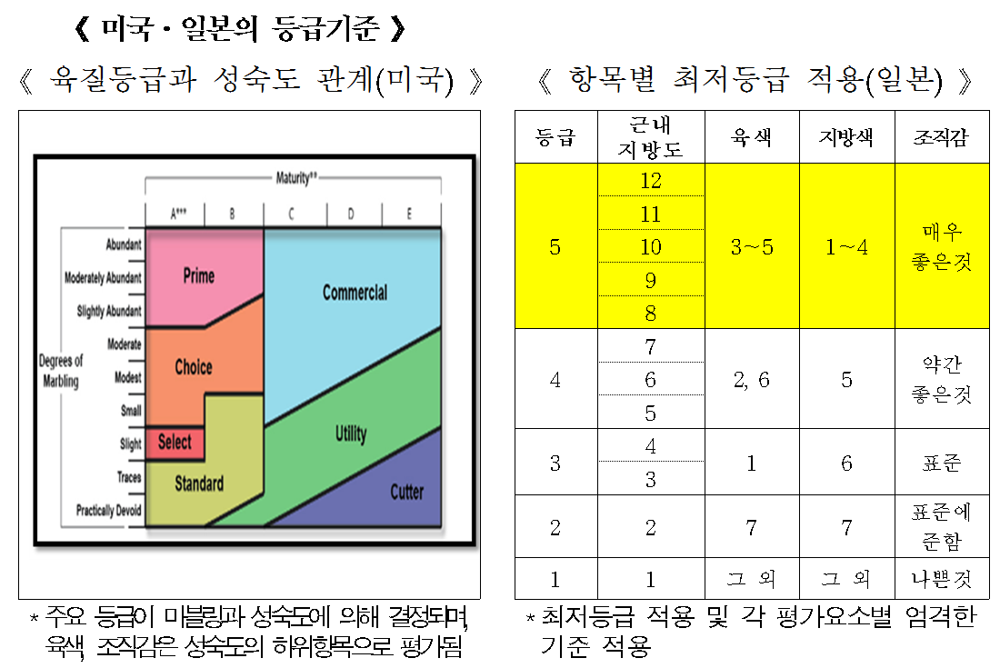 《 미국·일본의 등급기준 》
《 육질등급과 성숙도 관계(미국) 》
Maturity**
A*** B C D E
Degrees of
Marbling
Abundant
Moderately Abundant
Slightly Abundant
Moderate
Modest
Small
Slight
Traces
Practically Devoid
Prime
Commercial
Choice
Select
Utility
Standard
Cutter
* 주요 등급이 마블링과 성숙도에 의해 결정되며,
육색, 조직감은 성숙도의 하위항목으로 평가됨
《 항목별 최저등급 적용(일본) 》
등급 근내 지방도 육색 지방색 조직감
5 12 3~5 1~4 매우 좋은것
11
10
9
8
4 7 2, 6 5 약간 좋은것
6
5
3 4 1 6 표준
3
2 2 7 7 표준에 준함
1 1 그 외 그 외 나쁜것
* 최저등급 적용 및 각 평가요소별 엄격한
기준 적용